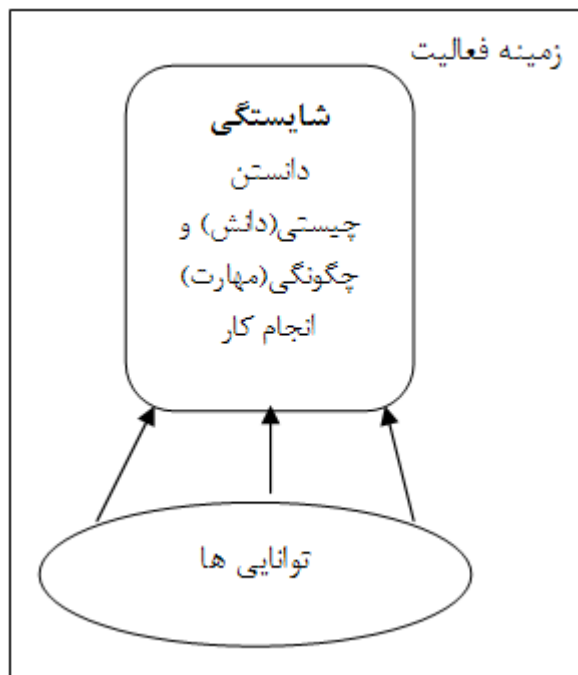 زمینه فعالیت
شایستگی
دانستن
چیستی(دانش) و
چگونگی(مهارت)
انجام کار
توانایی ها